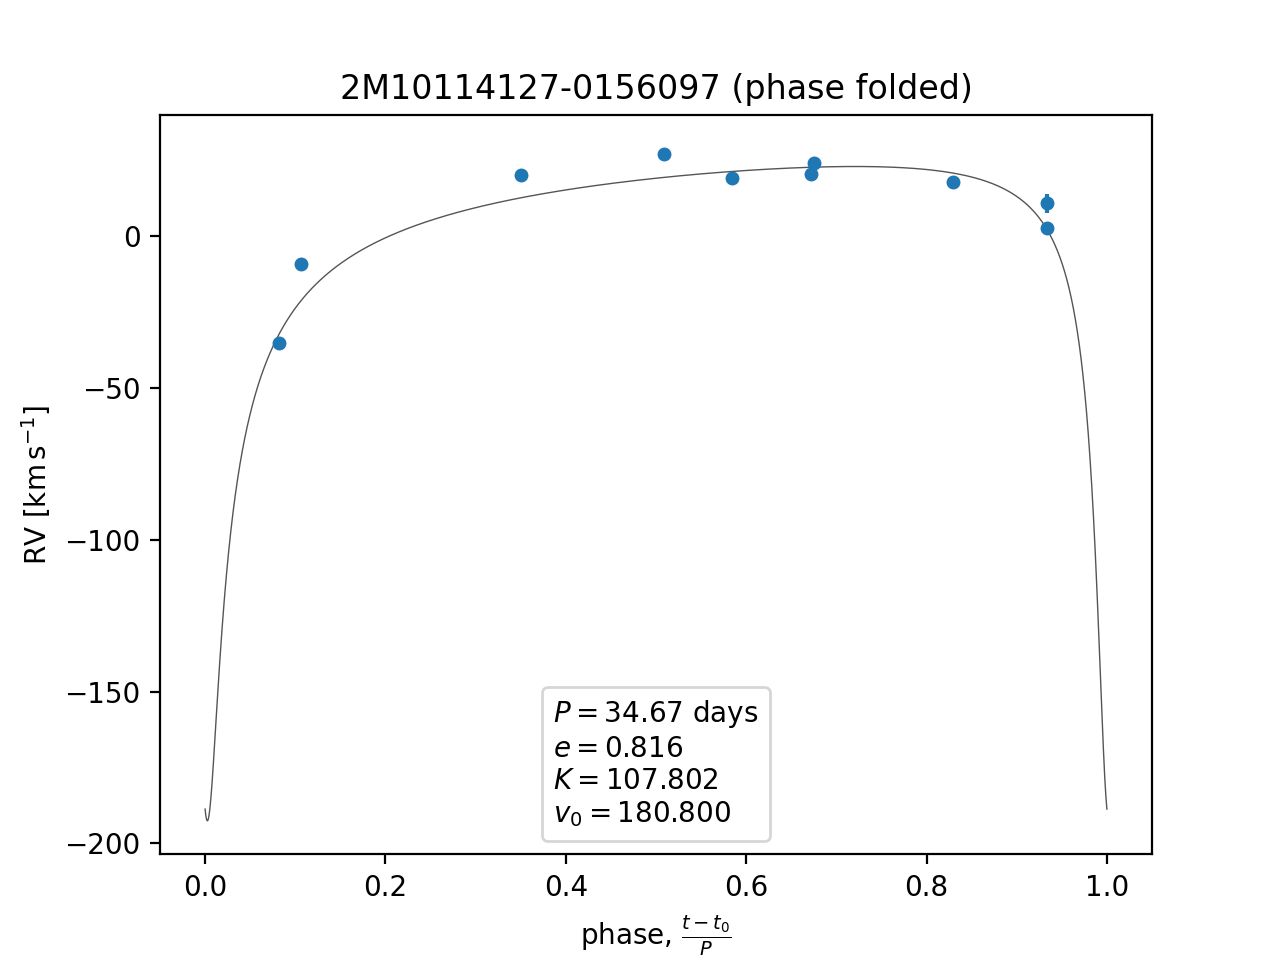 2M10114127-0156097 (phase folded)
RV [km s⁻¹]
0
−50
−100
−150
−200
P = 34.67 days
e = 0.816
K = 107.802
v₀ = 180.800
0.0 0.2 0.4 0.6 0.8 1.0
phase, (t − t₀)/P